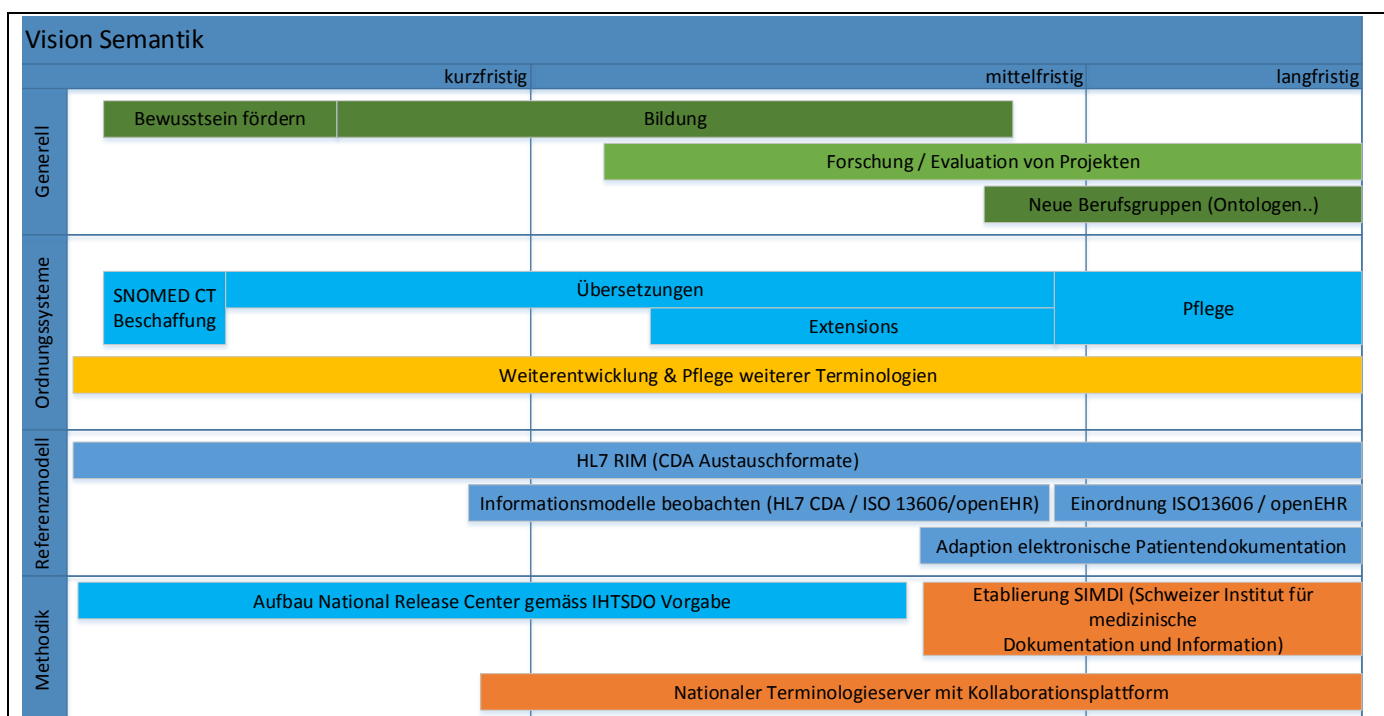 Vision Semantik
kurzfristig
mittelfristig
langfristig
Generell
Bewusstsein fördern
Bildung
Forschung / Evaluation von Projekten
Neue Berufsgruppen (Ontologen..)
Ordnungssysteme
SNOMED CT
Beschaffung
Übersetzungen
Extensions
Pflege
Weiterentwicklung & Pflege weiterer Terminologien
Referenzmodell
HL7 RIM (CDA Austauschformate)
Informationsmodelle beobachten (HL7 CDA / ISO 13606/openEHR)
Einordnung ISO13606 / openEHR
Adaption elektronische Patientendokumentation
Methodik
Aufbau National Release Center gemäss IHTSDO Vorgabe
Etablierung SIMDI (Schweizer Institut für
medizinische
Dokumentation und Information)
Nationaler Terminologieserver mit Kollaborationsplattform